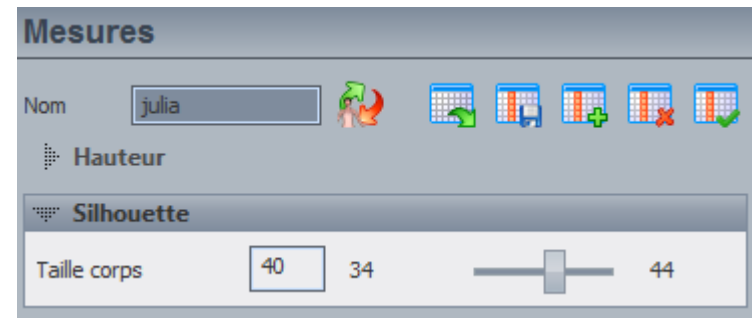 Mesures
Nom julia
Hauteur
Silhouette
Taille corps 40 34 44